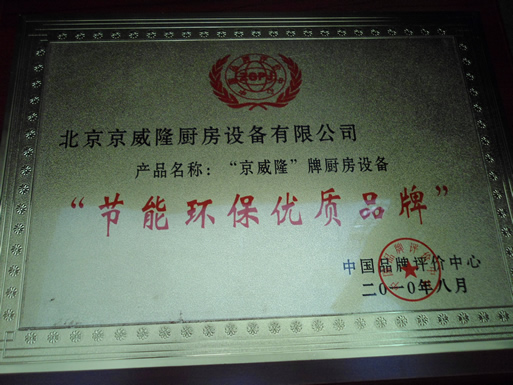 北京京威隆厨房设备有限公司
产品名称：“京威隆”牌厨房设备
“节能环保优质品牌”
中国品牌评价中心
二〇一〇年八月